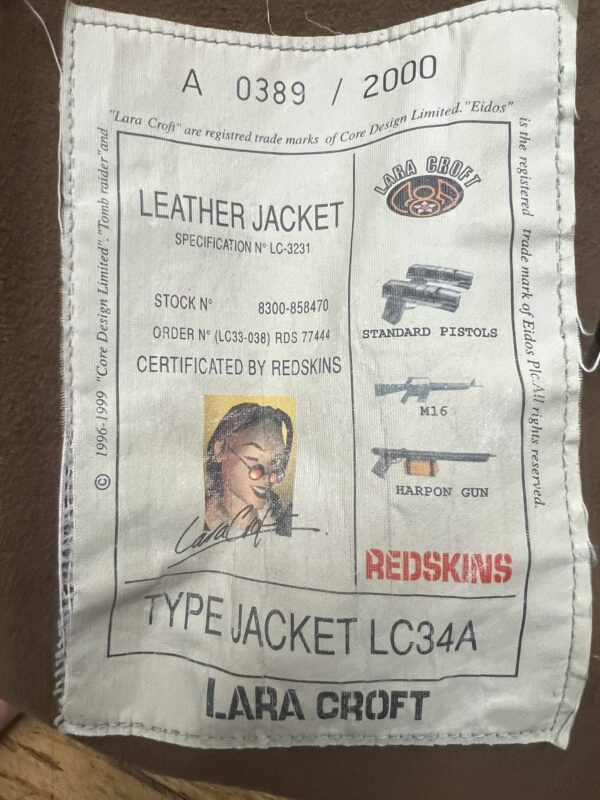 A 0389 / 2000
"Lara Croft" are registred trade marks of Core Design Limited. "Eidos"
is the registered trade mark of Eidos Plc.All rights reserved.
© 1996-1999 "Core Design Limited". "Tomb raider"and
LEATHER JACKET
SPECIFICATION N° LC-3231
STOCK N° 8300-858470
ORDER N° (LC33-038) RDS 77444
CERTIFICATED BY REDSKINS
Lara Croft
LARA CROFT
STANDARD PISTOLS
M16
HARPON GUN
REDSKINS
TYPE JACKET LC34A
LARA CROFT